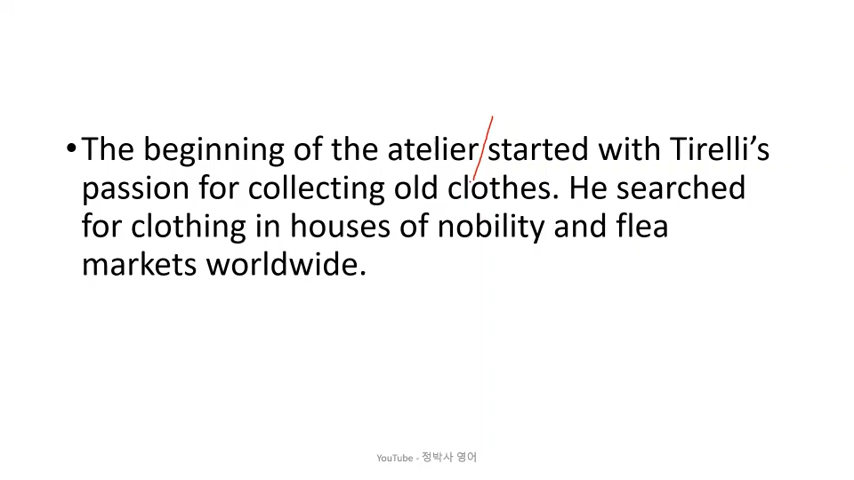 •The beginning of the atelier started with Tirelli’s
passion for collecting old clothes. He searched
for clothing in houses of nobility and flea
markets worldwide.
YouTube - 정박사 영어